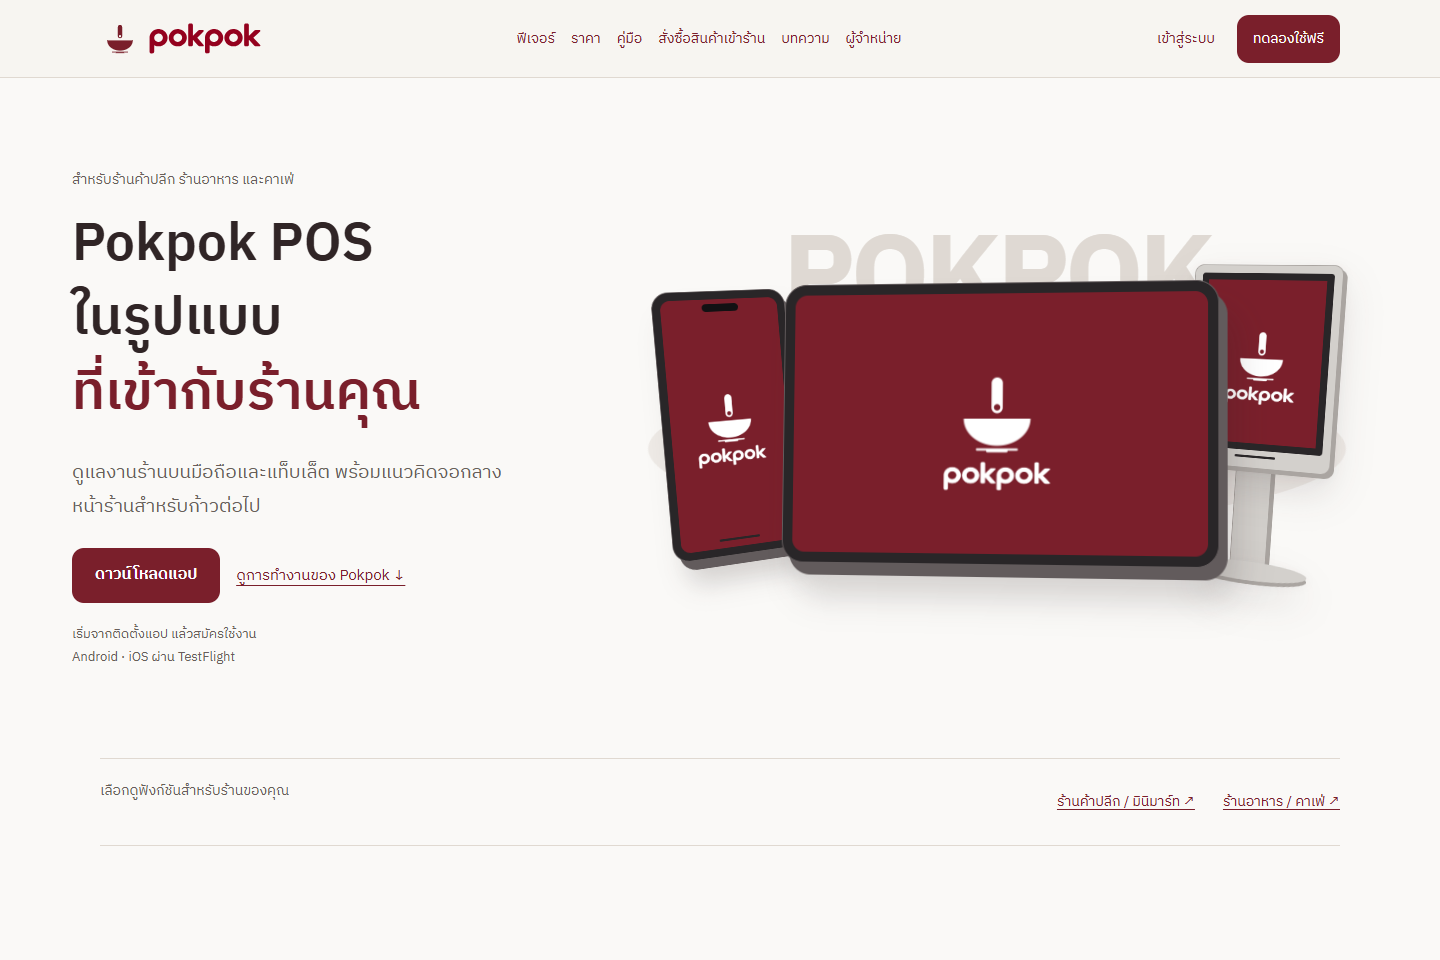 pokpok
ฟีเจอร์ ราคา คู่มือ สั่งซื้อสินค้าเข้าร้าน บทความ ผู้จำหน่าย
เข้าสู่ระบบ ทดลองใช้ฟรี
สำหรับร้านค้าปลีก ร้านอาหาร และคาเฟ่
Pokpok POS
ในรูปแบบ
ที่เข้ากับร้านคุณ
ดูแลงานร้านบนมือถือและแท็บเล็ต พร้อมแนวคิดจอกลาง
หน้าร้านสำหรับก้าวต่อไป
ดาวน์โหลดแอป ดูการทำงานของ Pokpok ↓
เริ่มจากติดตั้งแอป แล้วสมัครใช้งาน
Android · iOS ผ่าน TestFlight
POKPOK
pokpok
pokpok
pokpok
เลือกดูฟังก์ชันสำหรับร้านของคุณ
ร้านค้าปลีก / มินิมาร์ท ↗ ร้านอาหาร / คาเฟ่ ↗